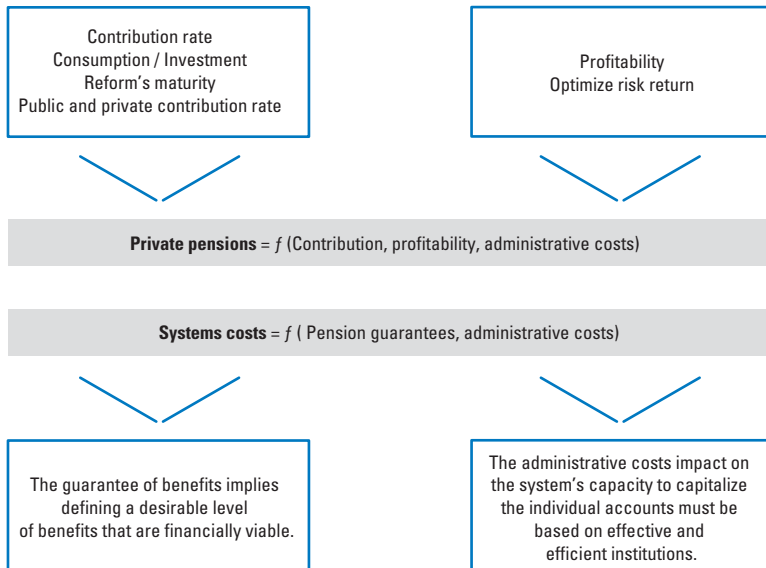 Contribution rate
Consumption / Investment
Reform's maturity
Public and private contribution rate
Profitability
Optimize risk return
Private pensions = ƒ (Contribution, profitability, administrative costs)
Systems costs = ƒ ( Pension guarantees, administrative costs)
The guarantee of benefits implies
defining a desirable level
of benefits that are financially viable.
The administrative costs impact on
the system's capacity to capitalize
the individual accounts must be
based on effective and
efficient institutions.